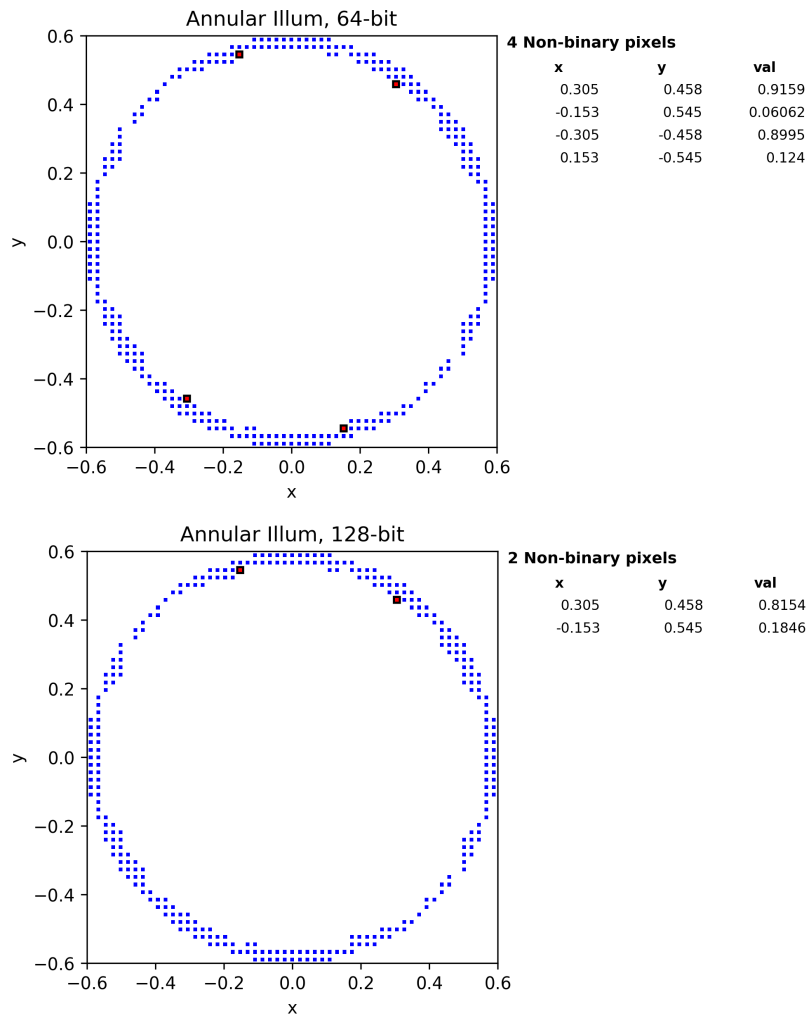 Annular Illum, 64-bit
0.6
0.4
0.2
0.0
−0.2
−0.4
−0.6
y
−0.6 −0.4 −0.2 0.0 0.2 0.4 0.6
x
4 Non-binary pixels
x y val
0.305 0.458 0.9159
-0.153 0.545 0.06062
-0.305 -0.458 0.8995
0.153 -0.545 0.124
Annular Illum, 128-bit
0.6
0.4
0.2
0.0
−0.2
−0.4
−0.6
y
−0.6 −0.4 −0.2 0.0 0.2 0.4 0.6
x
2 Non-binary pixels
x y val
0.305 0.458 0.8154
-0.153 0.545 0.1846